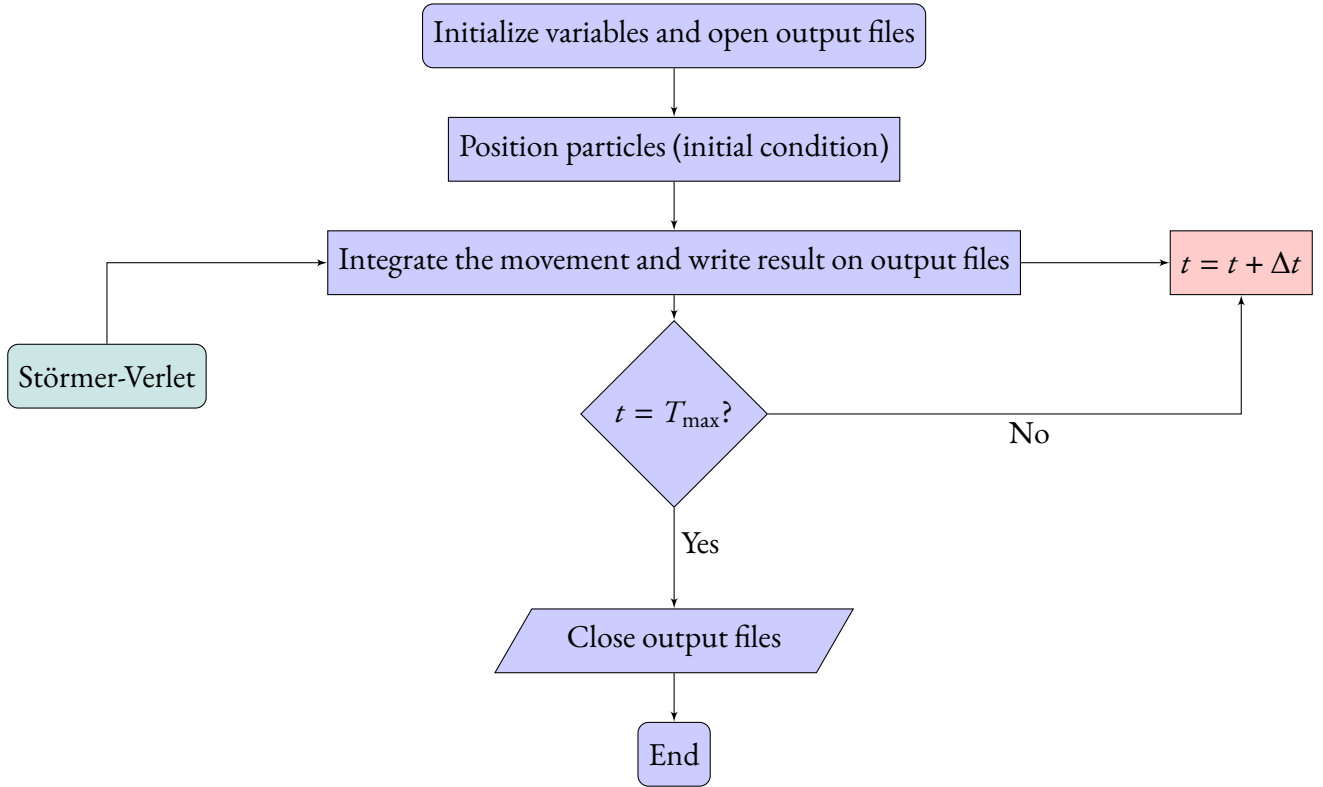 Initialize variables and open output files
Position particles (initial condition)
Integrate the movement and write result on output files
t = t + Δt
Störmer-Verlet
t = Tmax?
No
Yes
Close output files
End